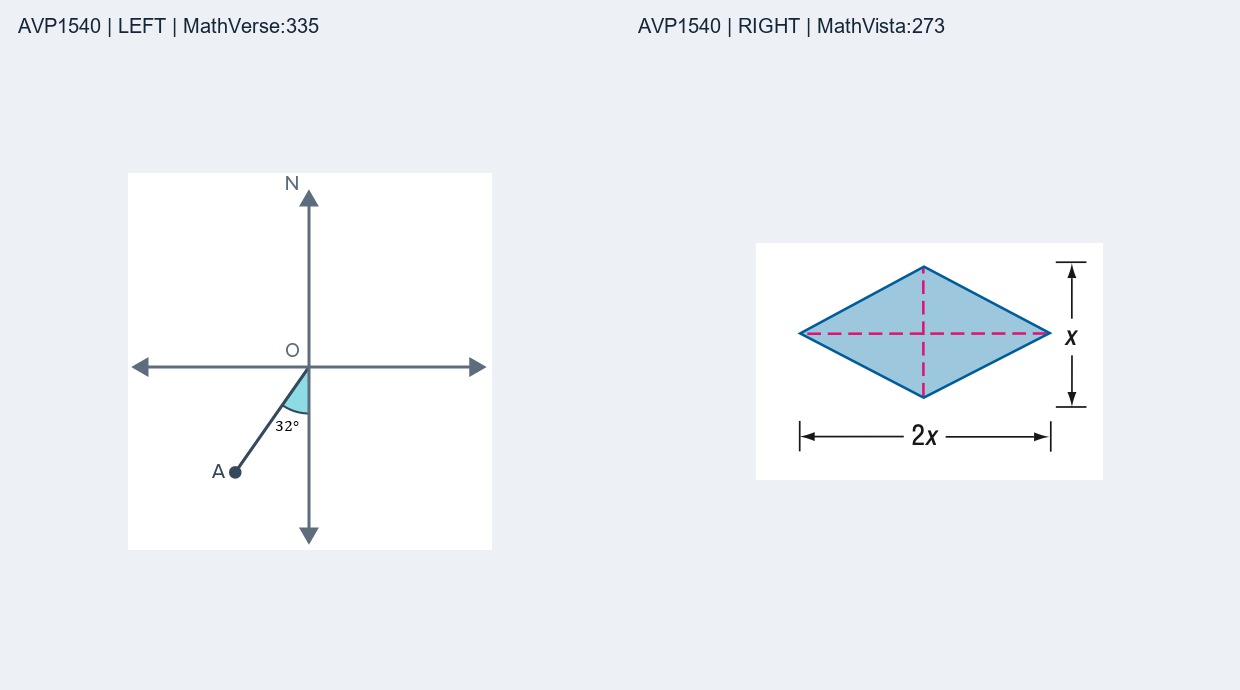 AVP1540 | LEFT | MathVerse:335
N
O
32°
A
AVP1540 | RIGHT | MathVista:273
x
2x